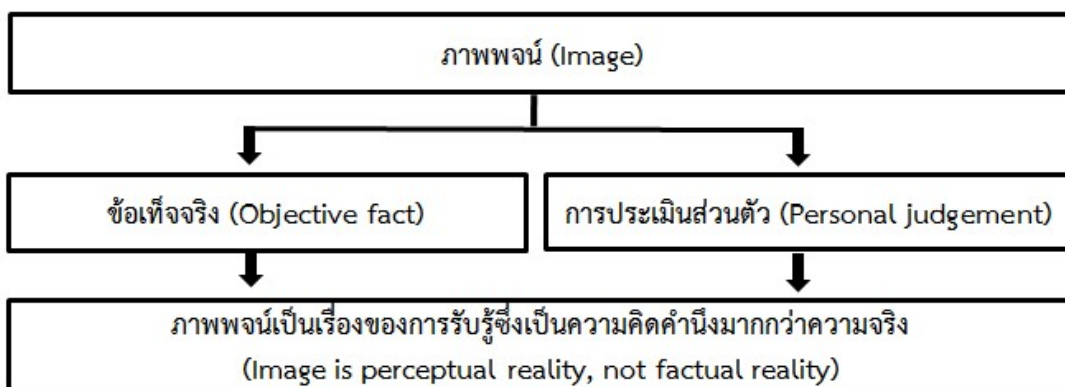 ภาพพจน์ (Image)
ข้อเท็จจริง (Objective fact)
การประเมินส่วนตัว (Personal judgement)
ภาพพจน์เป็นเรื่องของการรับรู้ซึ่งเป็นความคิดคำนึงมากกว่าความจริง
(Image is perceptual reality, not factual reality)